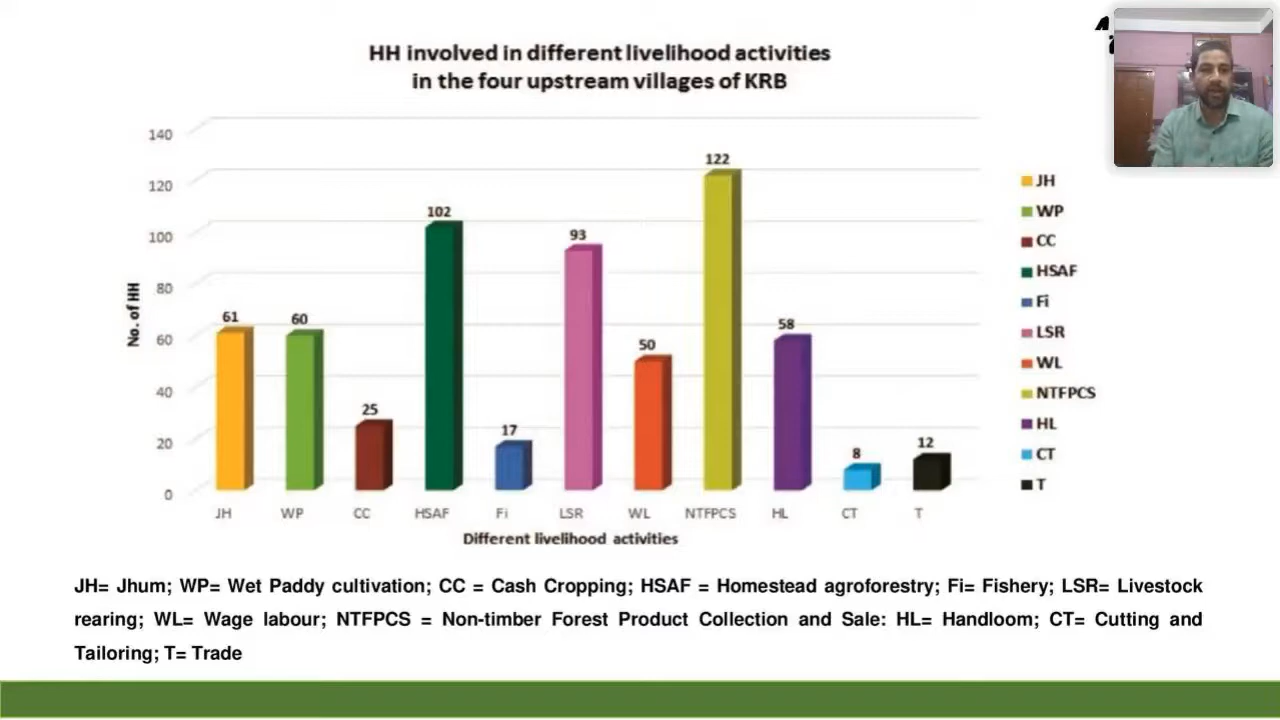 HH involved in different livelihood activities
in the four upstream villages of KRB
140
120
100
80
60
40
20
0
No. of HH
61
60
25
102
17
93
50
122
58
8
12
JH WP CC HSAF Fi LSR WL NTFPCS HL CT T
Different livelihood activities
JH
WP
CC
HSAF
Fi
LSR
WL
NTFPCS
HL
CT
T
JH= Jhum; WP= Wet Paddy cultivation; CC = Cash Cropping; HSAF = Homestead agroforestry; Fi= Fishery; LSR= Livestock
rearing; WL= Wage labour; NTFPCS = Non-timber Forest Product Collection and Sale: HL= Handloom; CT= Cutting and
Tailoring; T= Trade